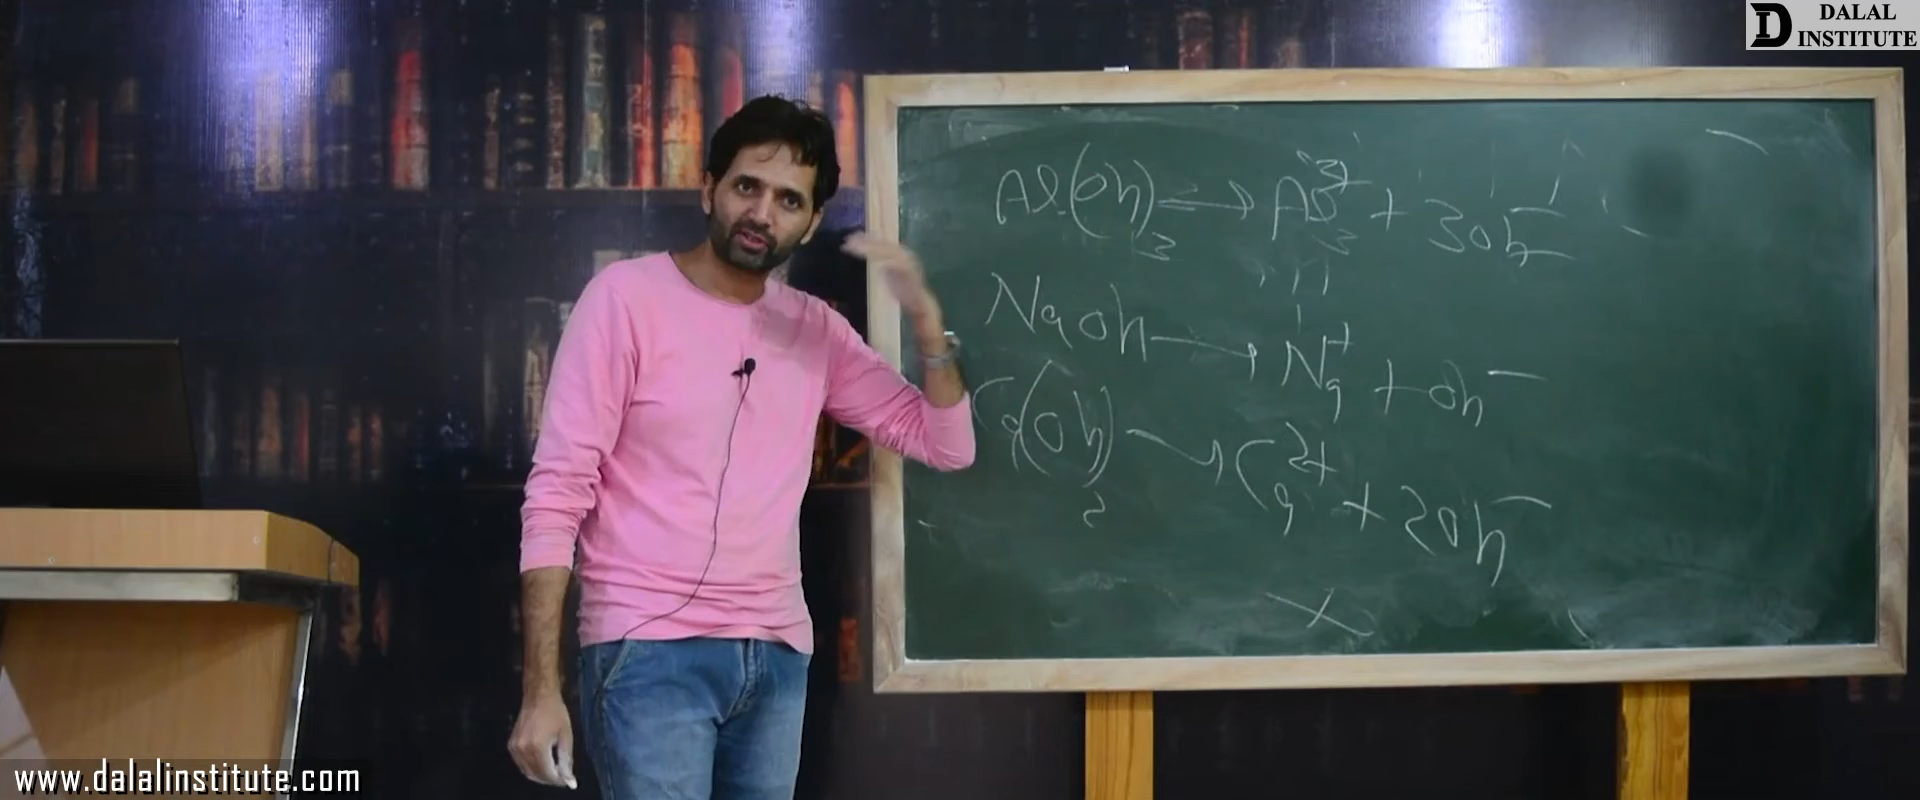 DALAL
INSTITUTE
Al(Oh)3 ⇌ Al3+ + 3oh-
NaOh → Na+ + oh-
Ca(Oh)2 → Ca2+ + 2oh-
www.dalalinstitute.com